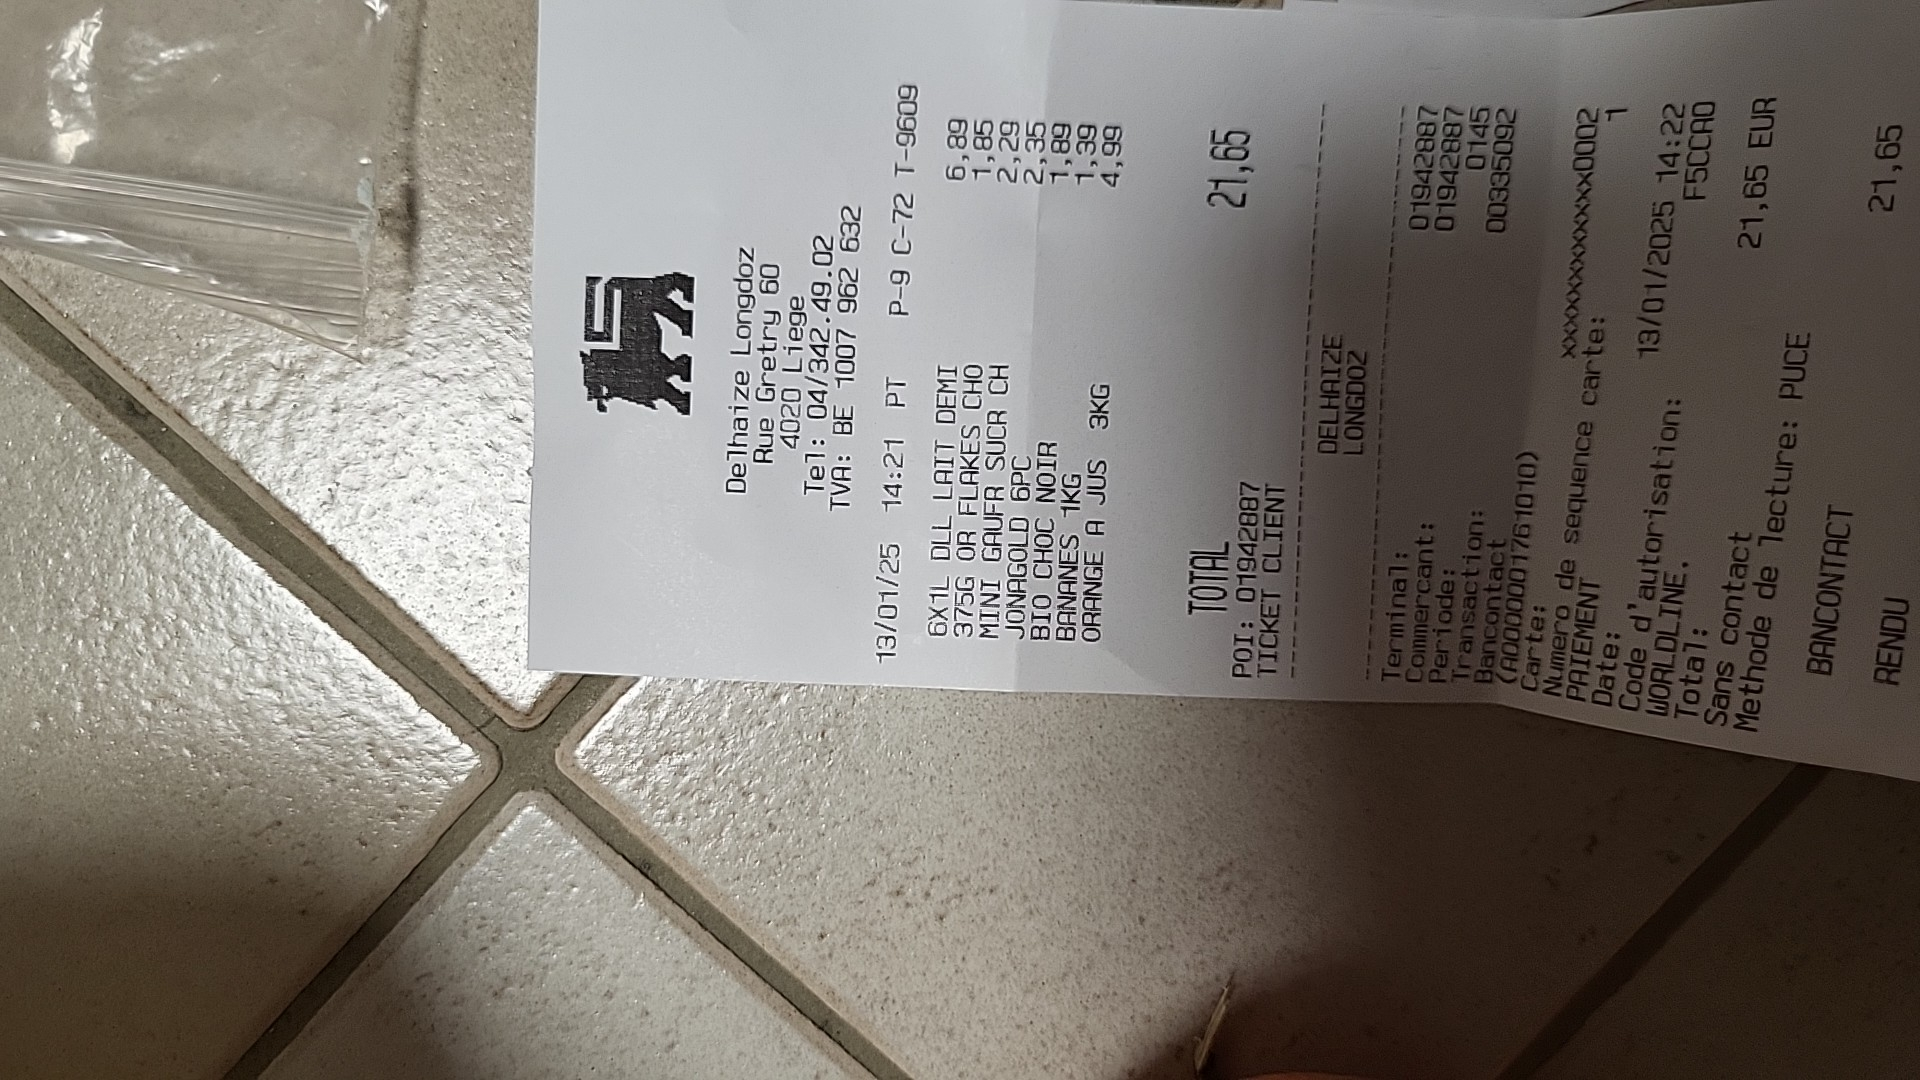 Delhaize Longdoz
Rue Gretry 60
4020 Liege
Tel: 04/342.49.02
TVA: BE 1007 962 632
13/01/25 14:21 PT P-9 C-72 T-9609
6X1L DLL LAIT DEMI 6,89
375G OR FLAKES CHO 1,85
MINI GAUFR SUCR CH 2,29
JONAGOLD 6PC 2,35
BIO CHOC NOIR 1,89
BANANES 1KG 1,39
ORANGE A JUS 3KG 4,99
TOTAL 21,65
POI: 01942887
TICKET CLIENT
DELHAIZE
LONGDOZ
Terminal: 01942887
Commercant: 01942887
Periode: 0145
Transaction: 00335092
Bancontact
(A0000001761010)
Carte: xxxxxxxxxxxxx0002
Numero de sequence carte: 1
PAIEMENT
Date: 13/01/2025 14:22
Code d'autorisation: F5CCA0
WORLDLINE.
Total: 21,65 EUR
Sans contact
Methode de lecture: PUCE
BANCONTACT 21,65
RENDU